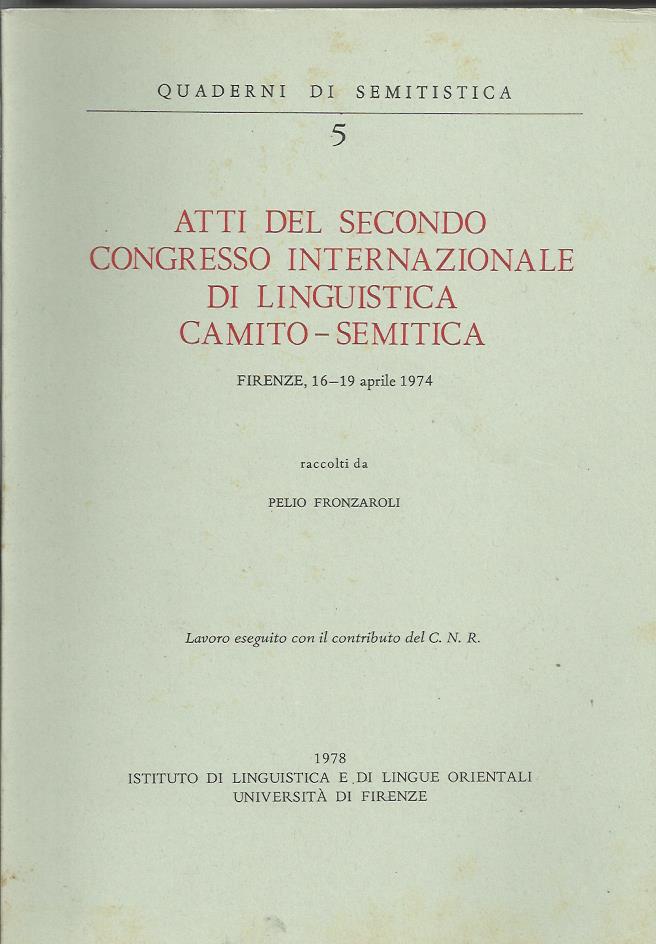 QUADERNI DI SEMITISTICA
5
ATTI DEL SECONDO
CONGRESSO INTERNAZIONALE
DI LINGUISTICA
CAMITO – SEMITICA
FIRENZE, 16–19 aprile 1974
raccolti da
PELIO FRONZAROLI
Lavoro eseguito con il contributo del C. N. R.
1978
ISTITUTO DI LINGUISTICA E DI LINGUE ORIENTALI
UNIVERSITÀ DI FIRENZE